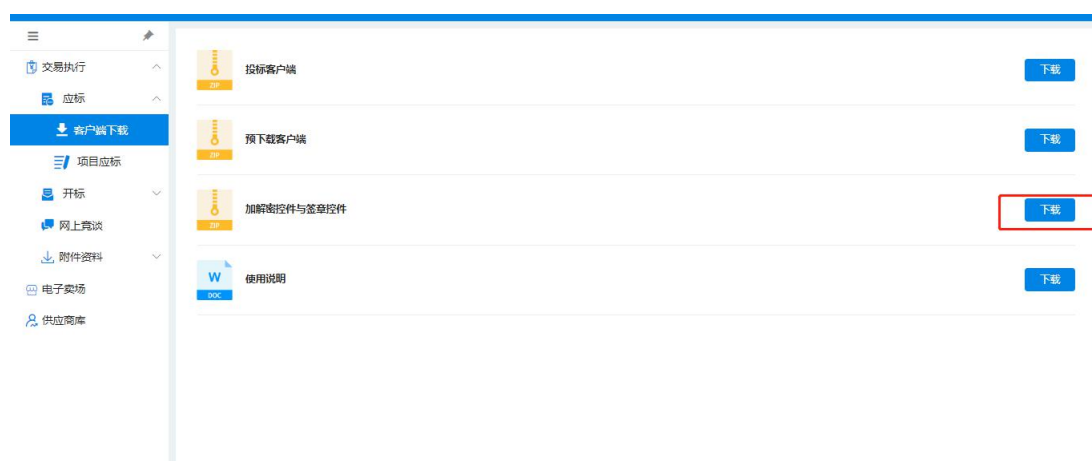 交易执行
应标
客户端下载
项目应标
开标
网上竞谈
附件资料
电子卖场
供应商库
ZIP
投标客户端
下载
ZIP
预下载客户端
下载
ZIP
加解密控件与签章控件
下载
W
DOC
使用说明
下载